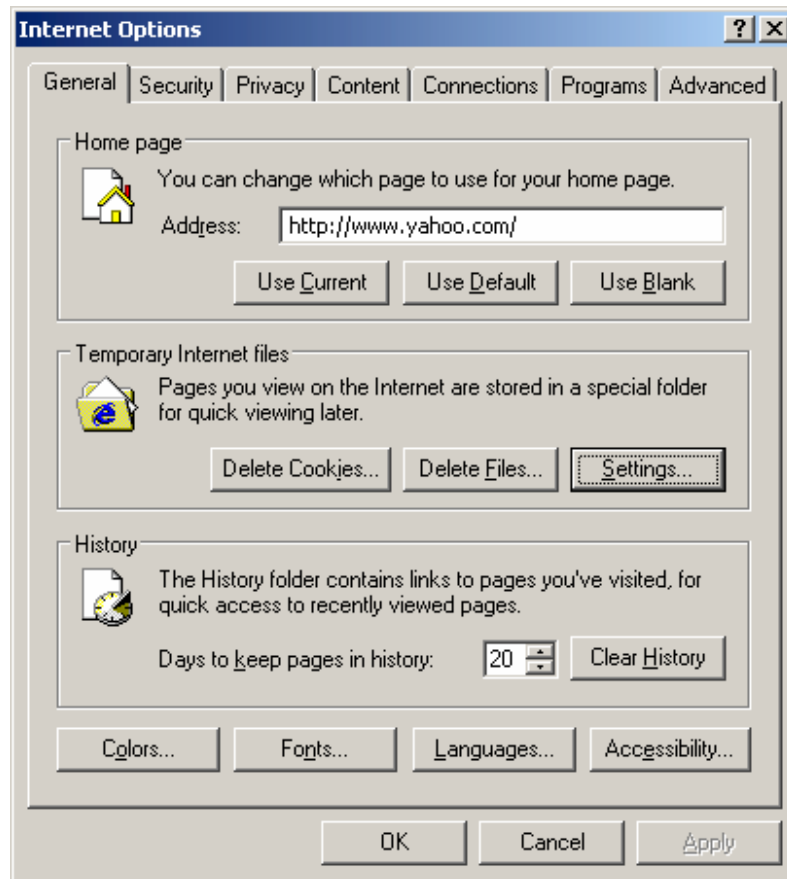 Internet Options
General Security Privacy Content Connections Programs Advanced
Home page
You can change which page to use for your home page.
Address: http://www.yahoo.com/
Use Current Use Default Use Blank
Temporary Internet files
Pages you view on the Internet are stored in a special folder
for quick viewing later.
Delete Cookies... Delete Files... Settings...
History
The History folder contains links to pages you've visited, for
quick access to recently viewed pages.
Days to keep pages in history: 20 Clear History
Colors... Fonts... Languages... Accessibility...
OK Cancel Apply